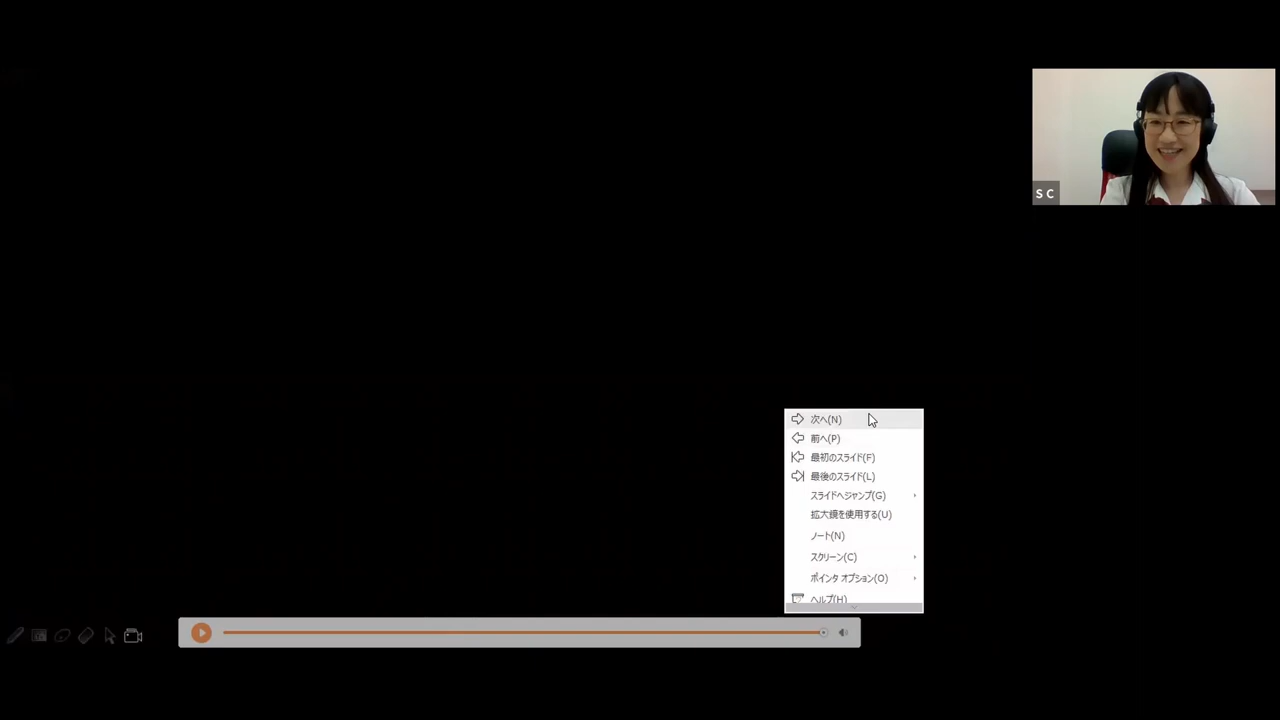 S C
次へ(N)
前へ(P)
最初のスライド(F)
最後のスライド(L)
スライドへジャンプ(G)
拡大鏡を使用する(U)
ノート(N)
スクリーン(C)
ポインタ オプション(O)
ヘルプ(H)